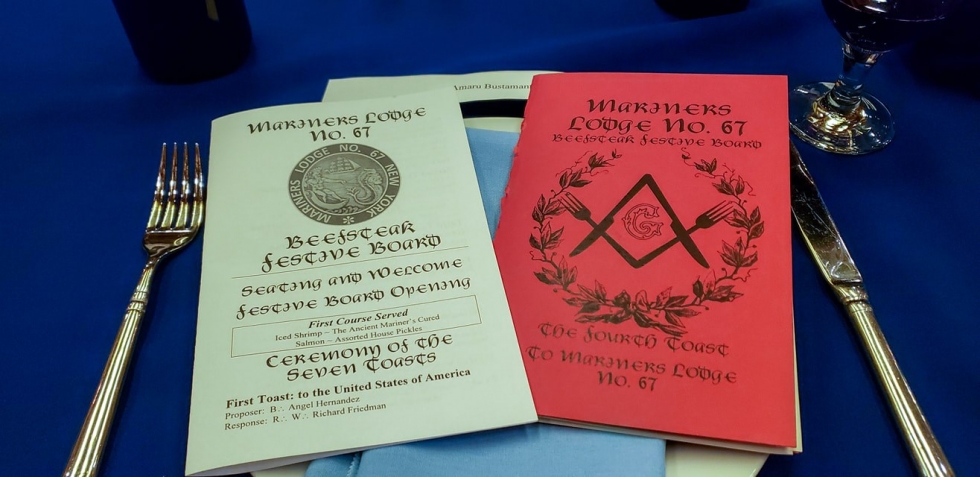 Amaru Bustaman
Mariners Lodge
No. 67
MARINERS LODGE NO. 67 NEW YORK
Beefsteak
Festive Board
Seating and Welcome
Festive Board Opening
First Course Served
Iced Shrimp ~ The Ancient Mariner's Cured
Salmon ~ Assorted House Pickles
Ceremony of the
Seven Toasts
First Toast: to the United States of America
Proposer: B∴ Angel Hernandez
Response: R∴ W∴ Richard Friedman
Mariners
Lodge No. 67
Beefsteak Festive Board
G
The Fourth Toast
To Mariners Lodge
No. 67